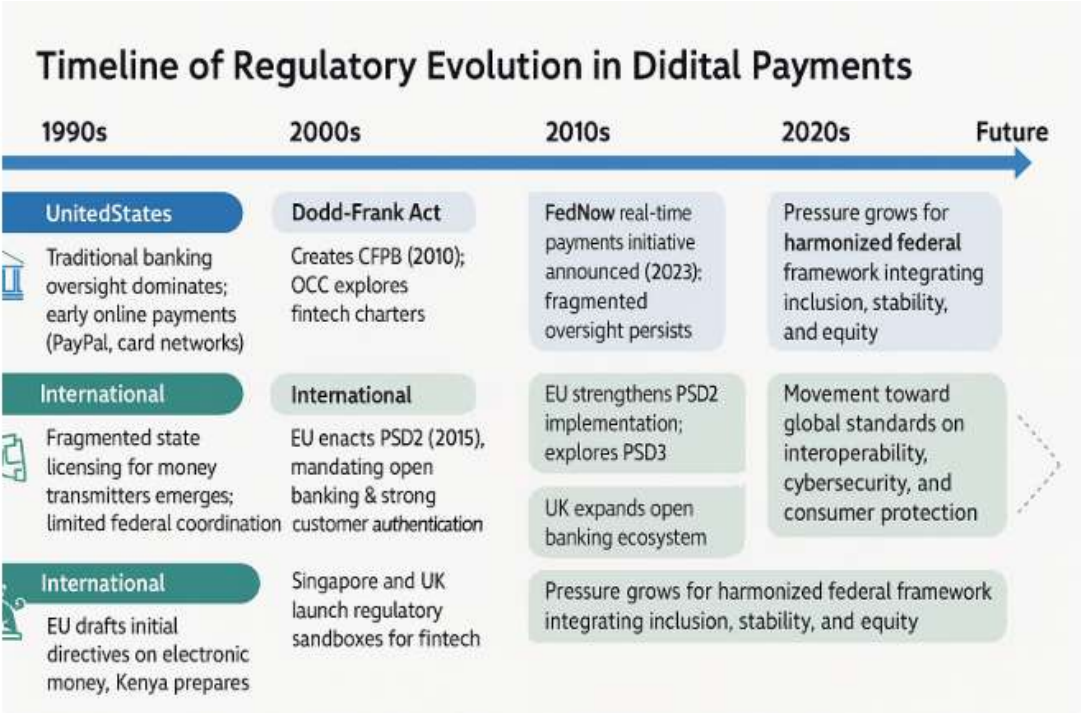 Timeline of Regulatory Evolution in Didital Payments
1990s
2000s
2010s
2020s
Future
UnitedStates
Traditional banking
oversight dominates;
early online payments
(PayPal, card networks)
Dodd-Frank Act
Creates CFPB (2010);
OCC explores
fintech charters
FedNow real-time
payments initiative
announced (2023):
fragmented
oversight persists
Pressure grows for
harmonized federal
framework integrating
inclusion, stability,
and equity
International
Fragmented state
licensing for money
transmitters emerges;
limited federal coordination
International
EU enacts PSD2 (2015),
mandating open
banking & strong
customer authentication
EU strengthens PSD2
implementation;
explores PSD3
UK expands open
banking ecosystem
Movement toward
global standards on
interoperability,
cybersecurity, and
consumer protection
International
EU drafts initial
directives on electronic
money, Kenya prepares
Singapore and UK
launch regulatory
sandboxes for fintech
Pressure grows for harmonized federal framework
integrating inclusion, stability, and equity